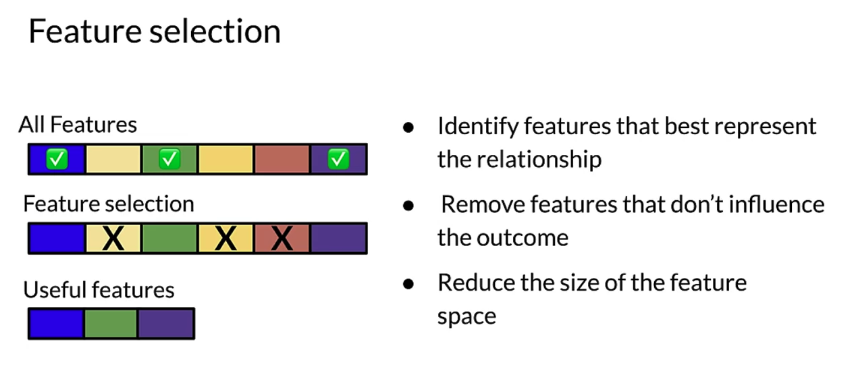 Feature selection
All Features
Feature selection
X X X
Useful features
● Identify features that best represent
the relationship
● Remove features that don't influence
the outcome
● Reduce the size of the feature
space